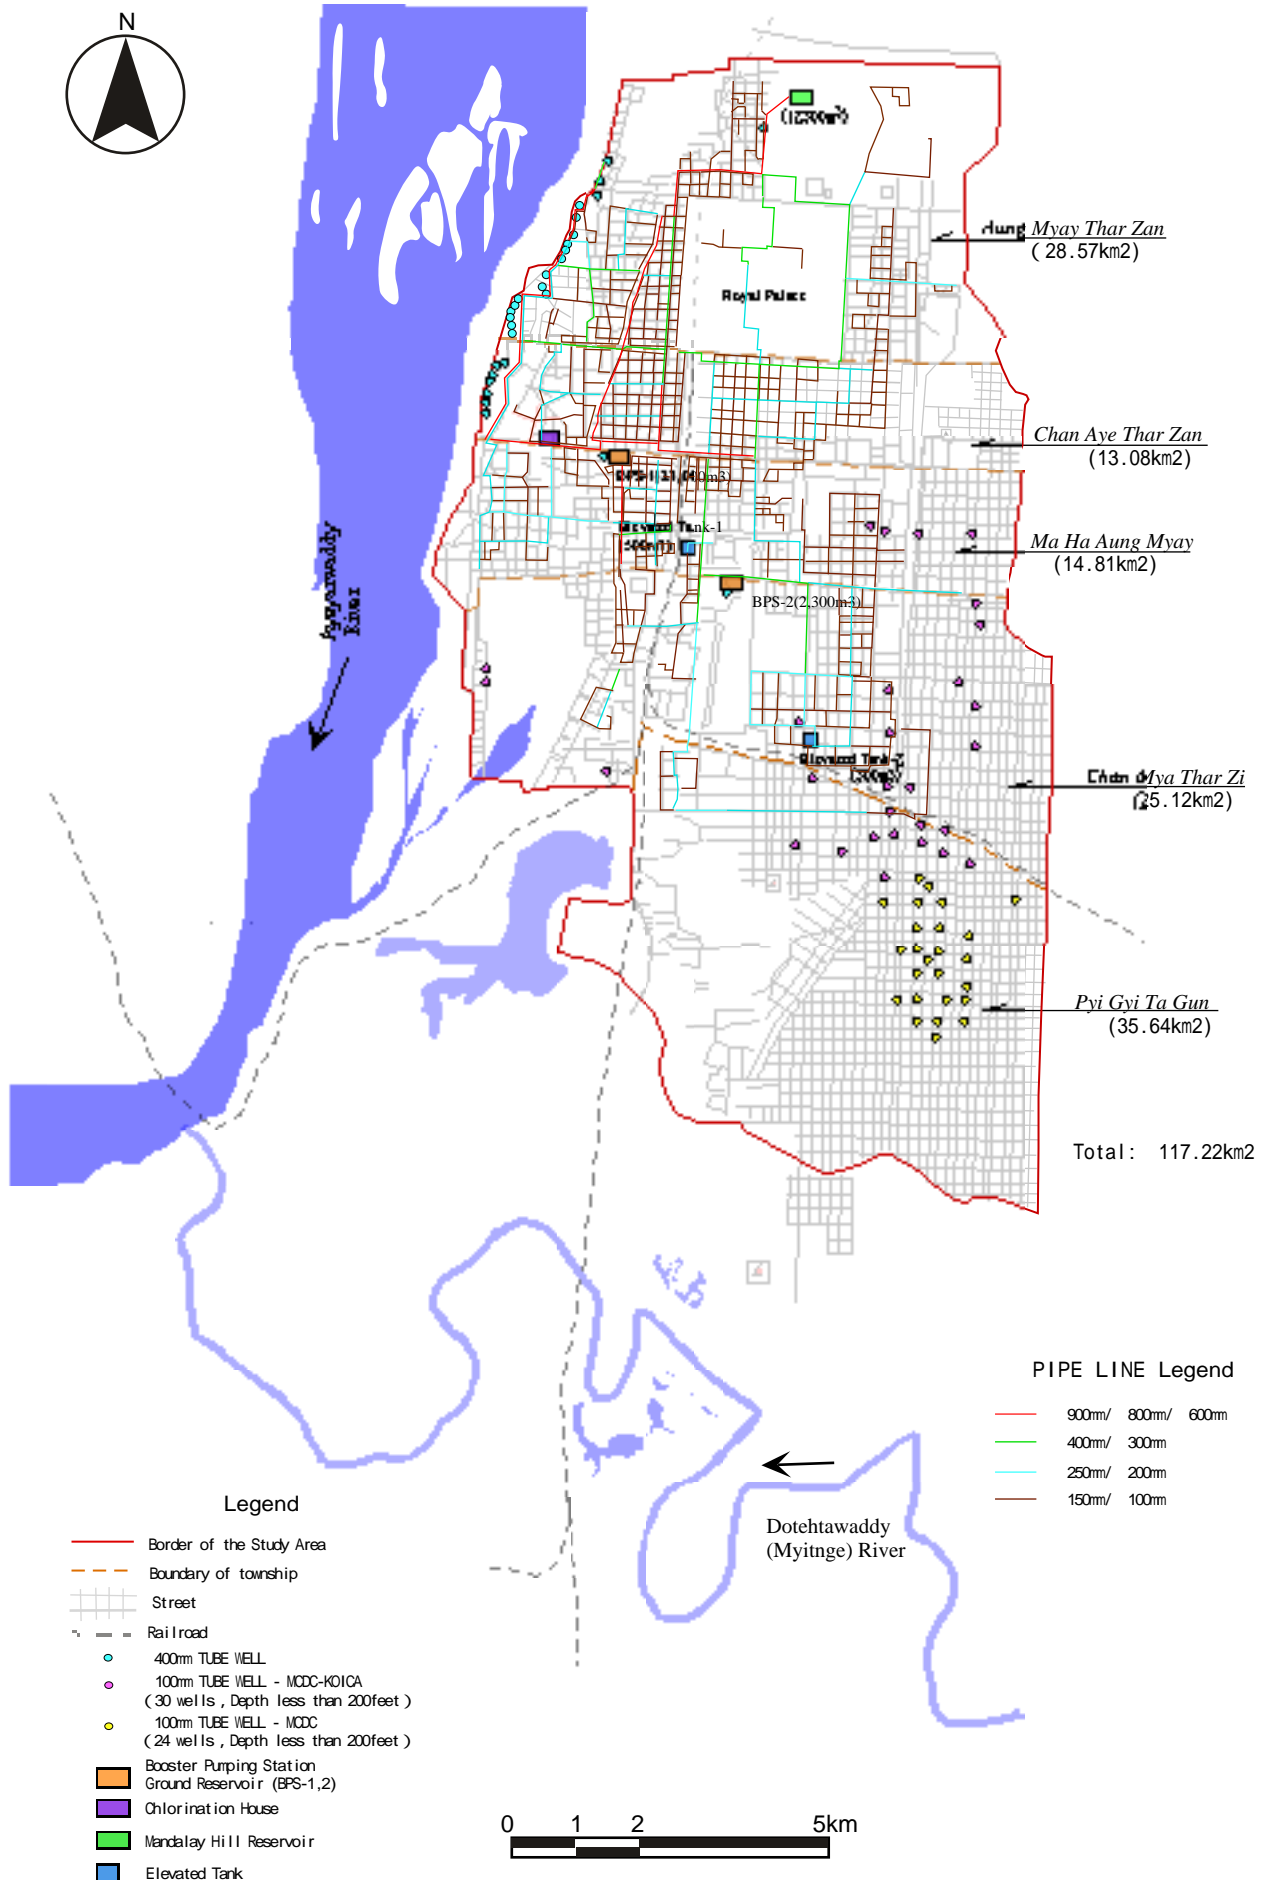 N
(12,300m3)
Myay Thar Zan
(28.57km2)
Royal Palace
Chan Aye Thar Zan
(13.08km2)
Tank-1
Ma Ha Aung Myay
(14.81km2)
BPS-2(2,300m3)
River
Mya Thar Zi
(25.12km2)
Pyi Gyi Ta Gun
(35.64km2)
Total: 117.22km2
PIPE LINE Legend
900mm/ 800mm/ 600mm
400mm/ 300mm
250mm/ 200mm
150mm/ 100mm
Dotehtawaddy
(Myitnge) River
Legend
Border of the Study Area
Boundary of township
Street
Railroad
400mm TUBE WELL
100mm TUBE WELL - MCDC-KOICA
(30 wells, Depth less than 200feet)
100mm TUBE WELL - MCDC
(24 wells, Depth less than 200feet)
Booster Pumping Station
Ground Reservoir (BPS-1,2)
Chlorination House
Mandalay Hill Reservoir
Elevated Tank
0 1 2 5km